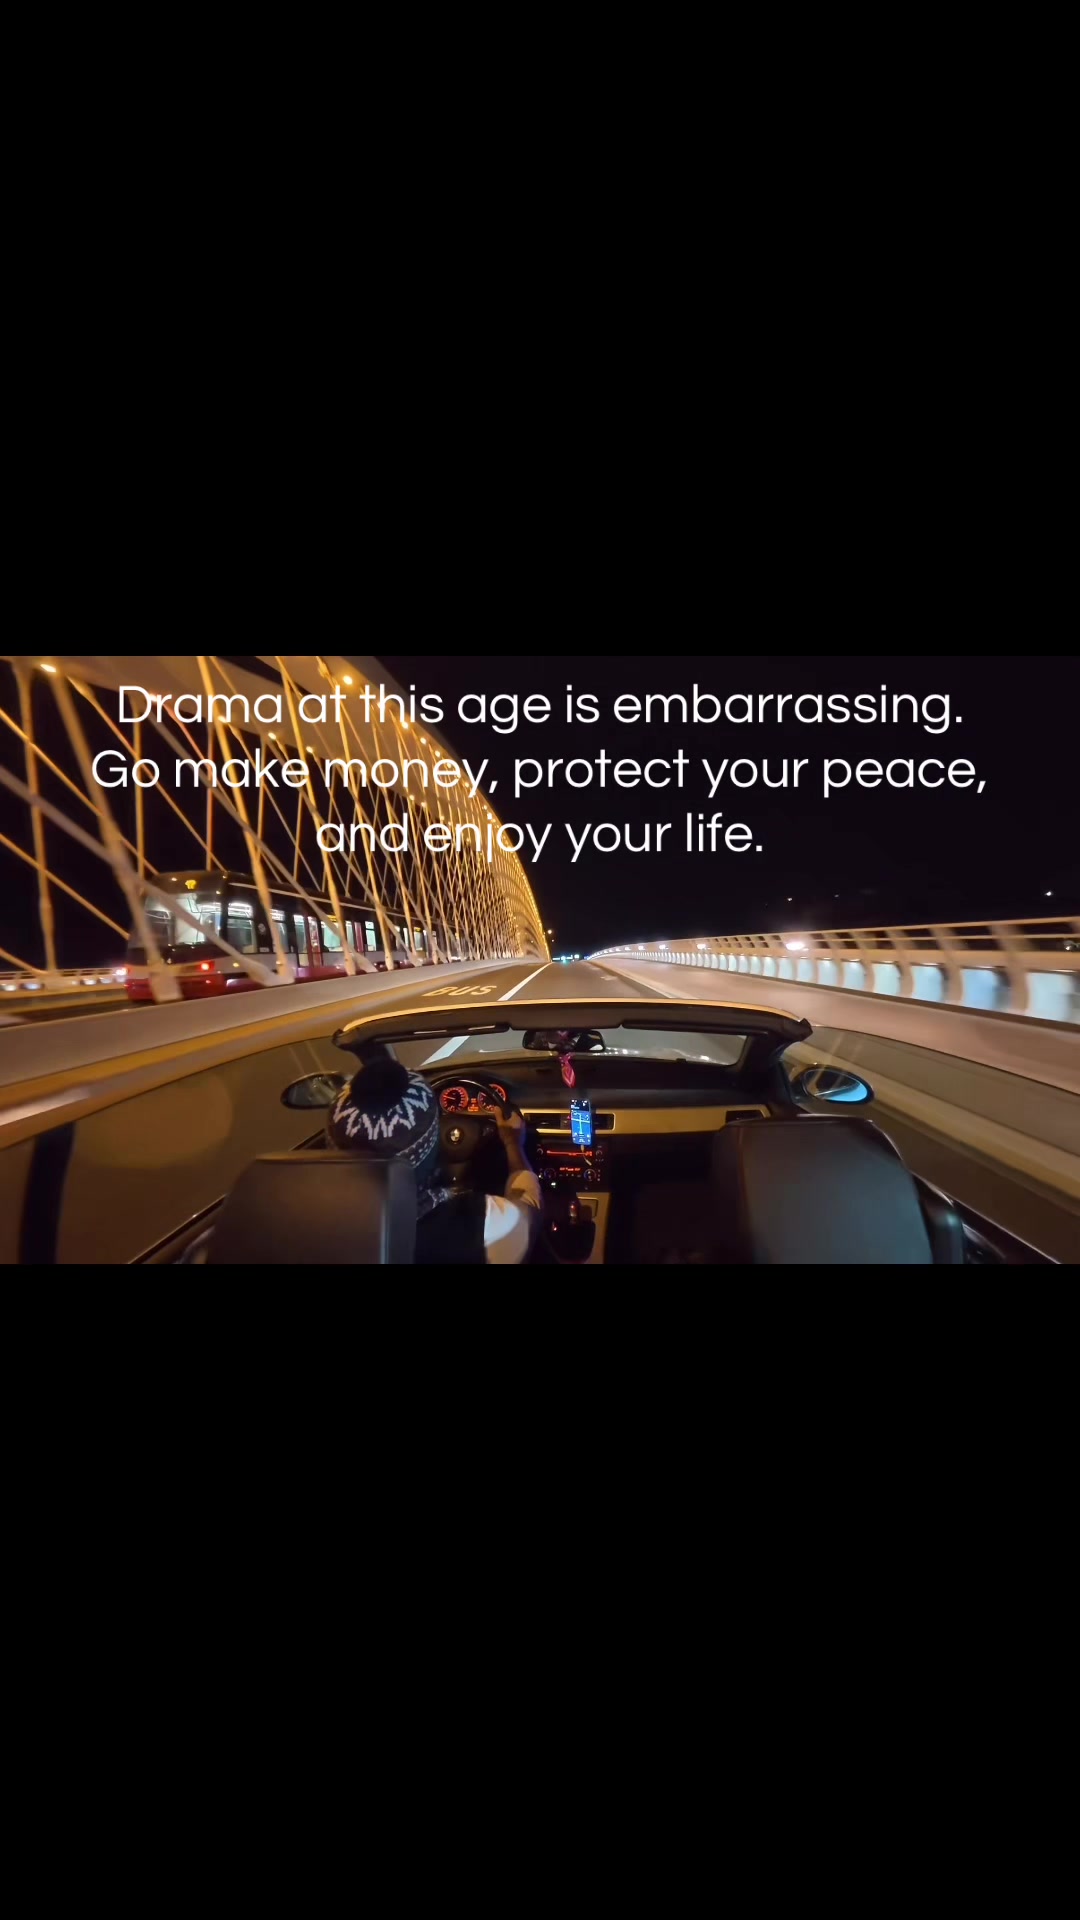 Drama at this age is embarrassing.
Go make money, protect your peace,
and enjoy your life.
BUS